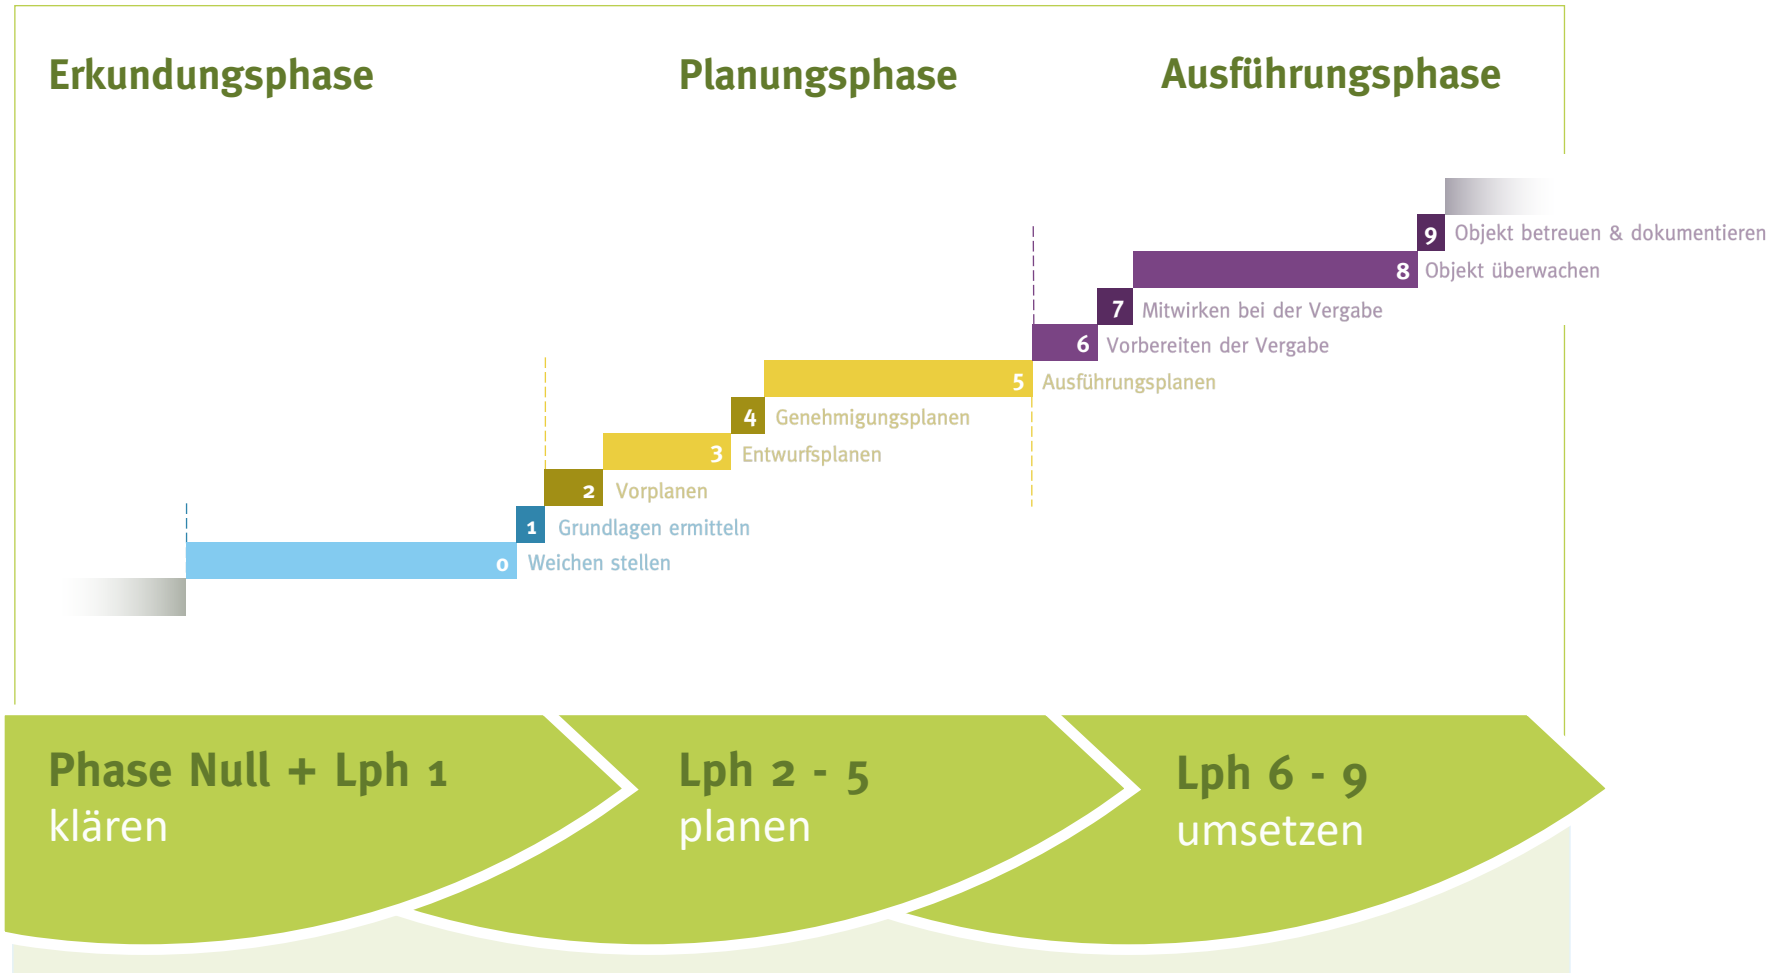 Erkundungsphase
Planungsphase
Ausführungsphase
9 Objekt betreuen & dokumentieren
8 Objekt überwachen
7 Mitwirken bei der Vergabe
6 Vorbereiten der Vergabe
5 Ausführungsplanen
4 Genehmigungsplanen
3 Entwurfsplanen
2 Vorplanen
1 Grundlagen ermitteln
0 Weichen stellen
Phase Null + Lph 1
klären
Lph 2 - 5
planen
Lph 6 - 9
umsetzen